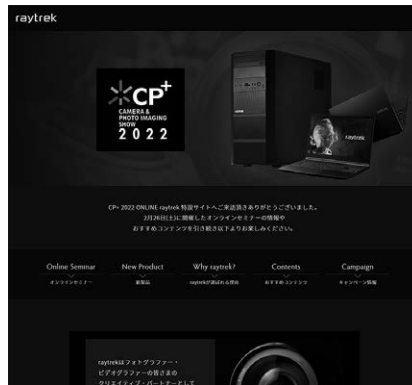 raytrek
CP+
CAMERA &
PHOTO IMAGING
SHOW
2022
raytrek
CP+ 2022 ONLINE raytrek 特設サイトへご来訪頂きありがとうございました。
2月26日(土)に開催したオンラインセミナーの情報や
おすすめコンテンツを引き続き以下よりお楽しみください。
Online Seminar New Product Why raytrek? Contents Campaign
オンラインセミナー 新製品 raytrekが選ばれる理由 おすすめコンテンツ キャンペーン情報
raytrekはフォトグラファー・
ビデオグラファーの皆さまの
クリエイティブ・パートナーとして